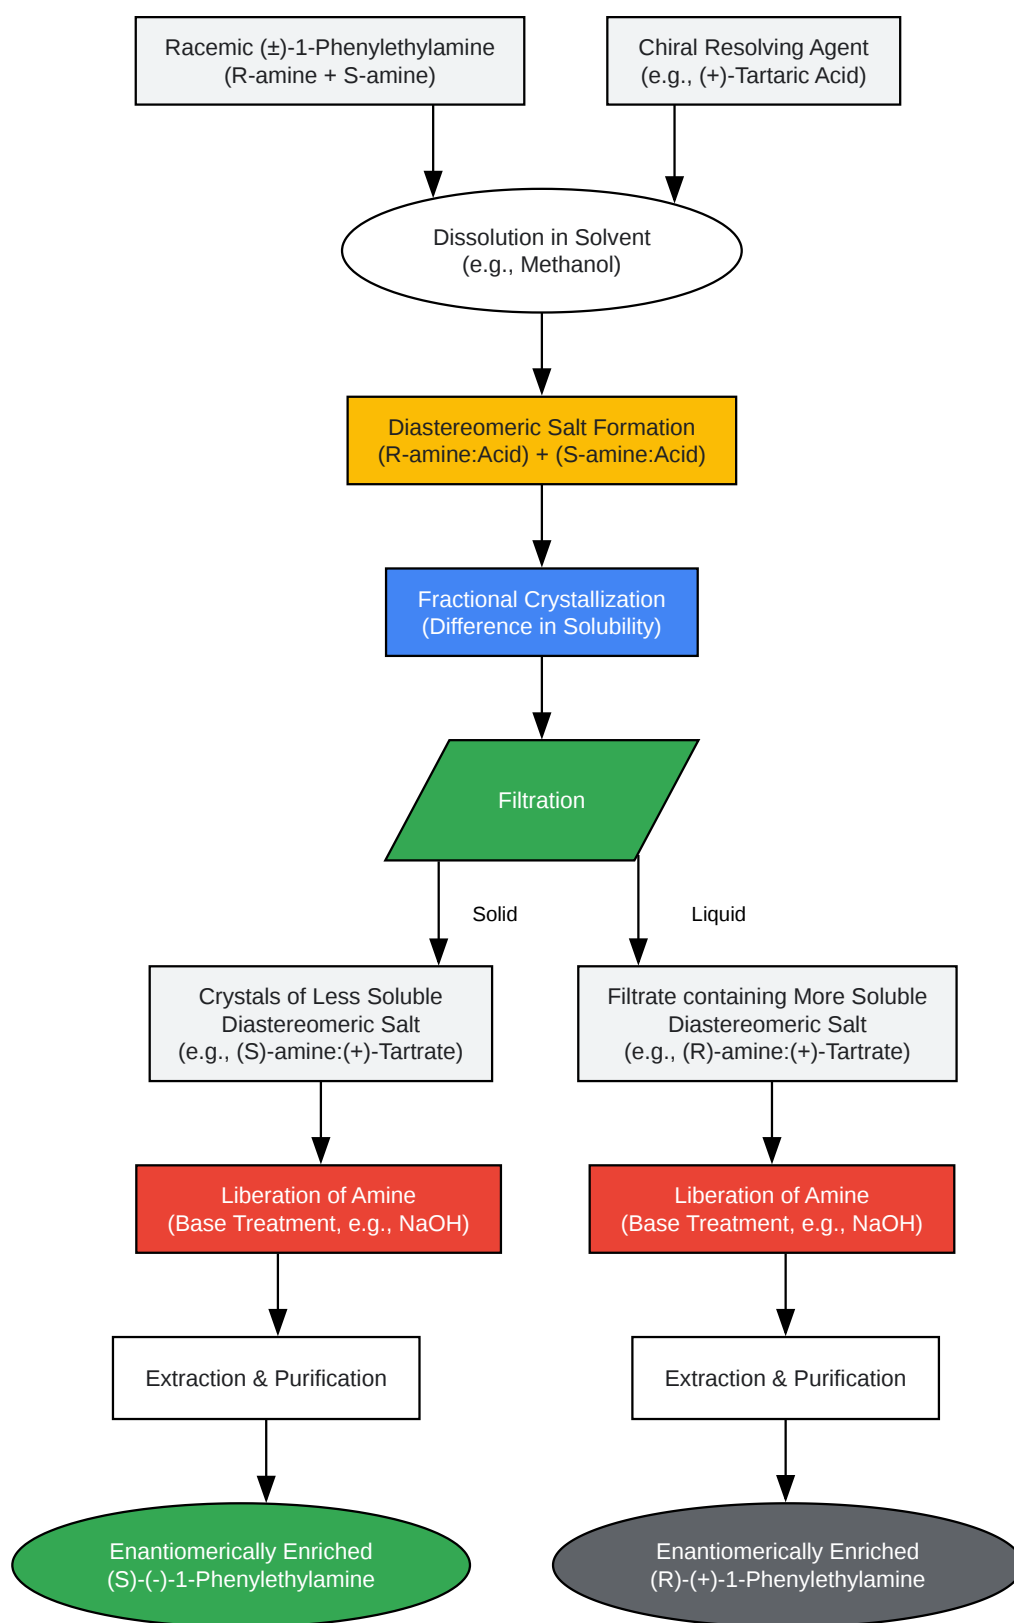 Racemic (±)-1-Phenylethylamine
(R-amine + S-amine)
Chiral Resolving Agent
(e.g., (+)-Tartaric Acid)
Dissolution in Solvent
(e.g., Methanol)
Diastereomeric Salt Formation
(R-amine:Acid) + (S-amine:Acid)
Fractional Crystallization
(Difference in Solubility)
Filtration
Solid
Liquid
Crystals of Less Soluble
Diastereomeric Salt
(e.g., (S)-amine:(+)-Tartrate)
Filtrate containing More Soluble
Diastereomeric Salt
(e.g., (R)-amine:(+)-Tartrate)
Liberation of Amine
(Base Treatment, e.g., NaOH)
Liberation of Amine
(Base Treatment, e.g., NaOH)
Extraction & Purification
Extraction & Purification
Enantiomerically Enriched
(S)-(-)-1-Phenylethylamine
Enantiomerically Enriched
(R)-(+)-1-Phenylethylamine